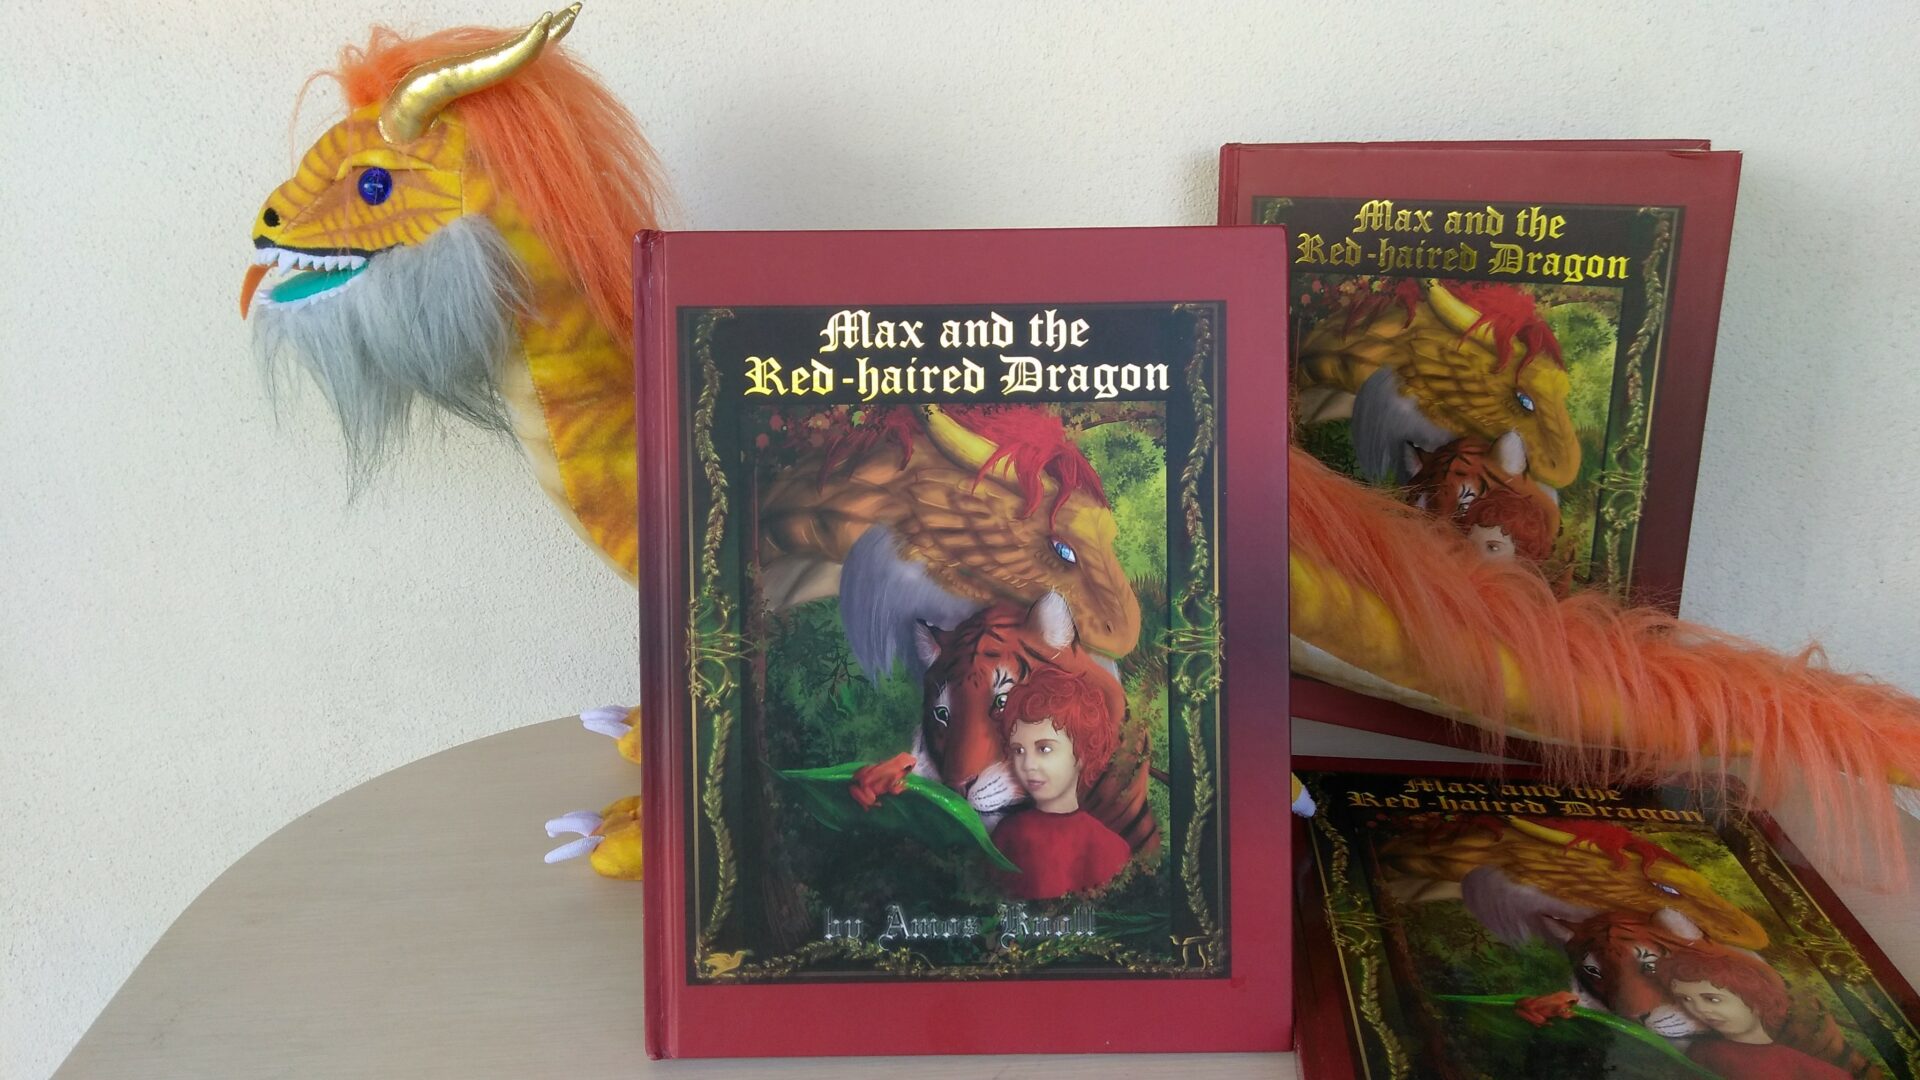 Max and the
Red-haired Dragon
by Amos Knoll
Max and the
Red-haired Dragon
Max and the
Red-haired Dragon